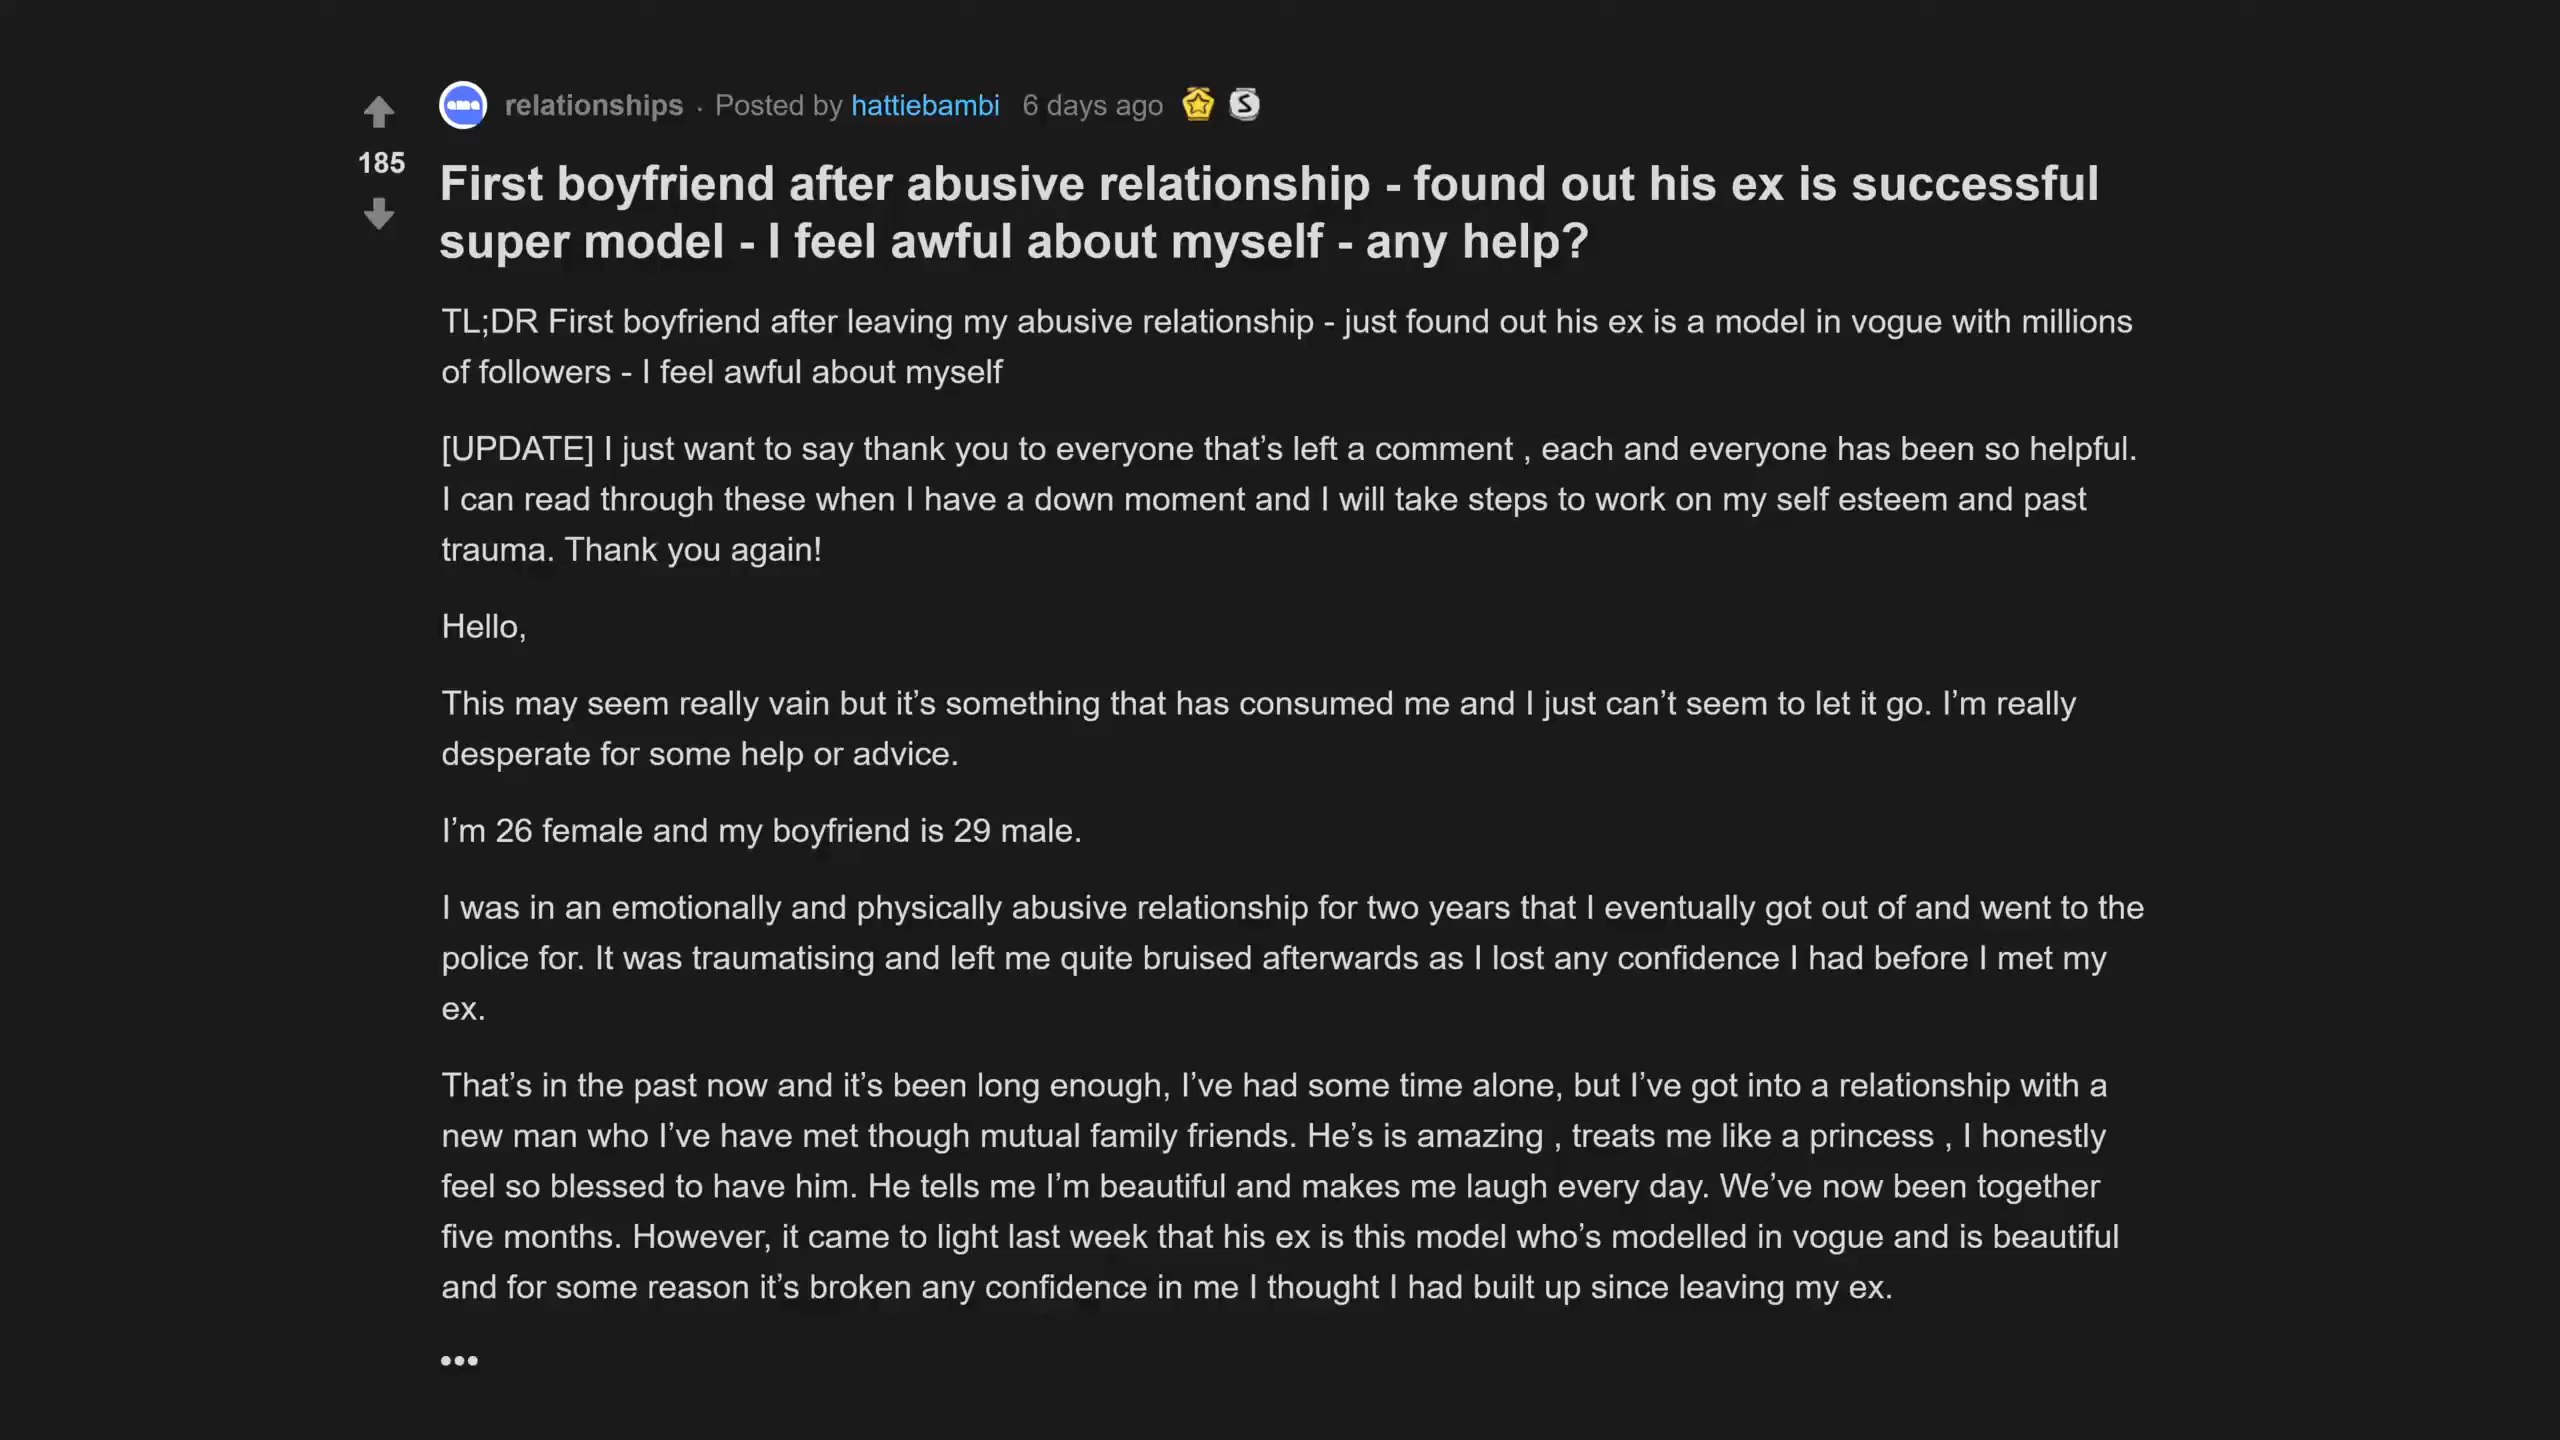 relationships · Posted by hattiebambi 6 days ago
185
First boyfriend after abusive relationship - found out his ex is successful
super model - I feel awful about myself - any help?
TL;DR First boyfriend after leaving my abusive relationship - just found out his ex is a model in vogue with millions
of followers - I feel awful about myself
[UPDATE] I just want to say thank you to everyone that’s left a comment , each and everyone has been so helpful.
I can read through these when I have a down moment and I will take steps to work on my self esteem and past
trauma. Thank you again!
Hello,
This may seem really vain but it’s something that has consumed me and I just can’t seem to let it go. I’m really
desperate for some help or advice.
I’m 26 female and my boyfriend is 29 male.
I was in an emotionally and physically abusive relationship for two years that I eventually got out of and went to the
police for. It was traumatising and left me quite bruised afterwards as I lost any confidence I had before I met my
ex.
That’s in the past now and it’s been long enough, I’ve had some time alone, but I’ve got into a relationship with a
new man who I’ve have met though mutual family friends. He’s is amazing , treats me like a princess , I honestly
feel so blessed to have him. He tells me I’m beautiful and makes me laugh every day. We’ve now been together
five months. However, it came to light last week that his ex is this model who’s modelled in vogue and is beautiful
and for some reason it’s broken any confidence in me I thought I had built up since leaving my ex.
•••